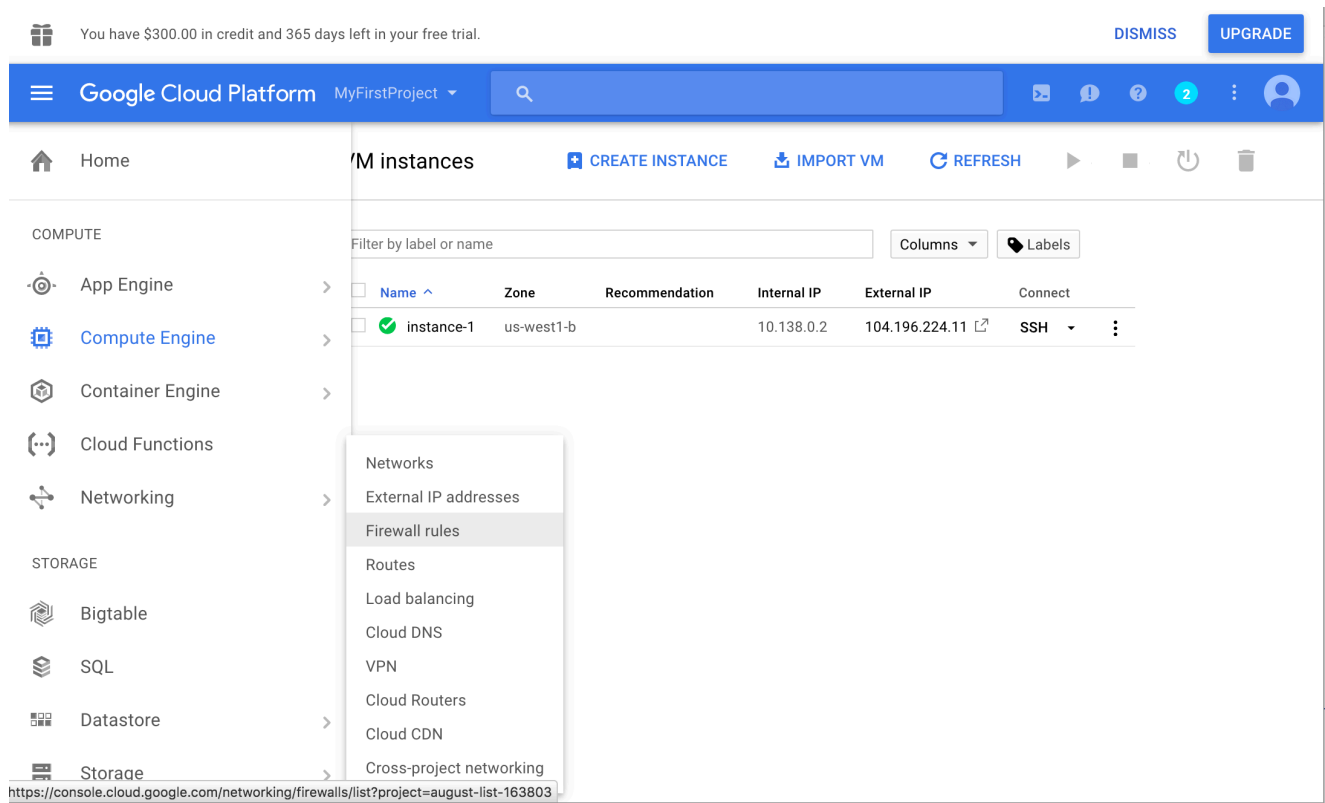 You have $300.00 in credit and 365 days left in your free trial.
DISMISS
UPGRADE
Google Cloud Platform
MyFirstProject
2
Home
VM instances
CREATE INSTANCE
IMPORT VM
REFRESH
COMPUTE
App Engine
Compute Engine
Container Engine
Cloud Functions
Networking
STORAGE
Bigtable
SQL
Datastore
Storage
Filter by label or name
Columns
Labels
Name Zone Recommendation Internal IP External IP Connect
instance-1 us-west1-b 10.138.0.2 104.196.224.11 SSH
Networks
External IP addresses
Firewall rules
Routes
Load balancing
Cloud DNS
VPN
Cloud Routers
Cloud CDN
Cross-project networking
https://console.cloud.google.com/networking/firewalls/list?project=august-list-163803